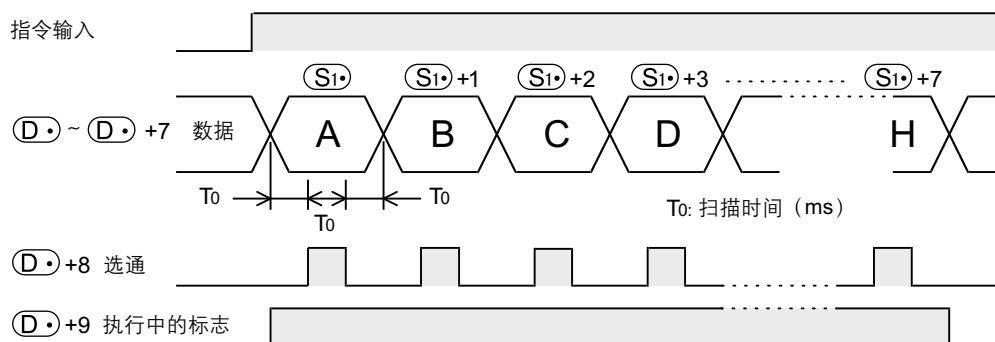 指令输入
S1• S1•+1 S1•+2 S1•+3 S1•+7
D• ~ D• +7 数据 A B C D H
T0 T0 T0
T0: 扫描时间（ms）
D•+8 选通
D•+9 执行中的标志